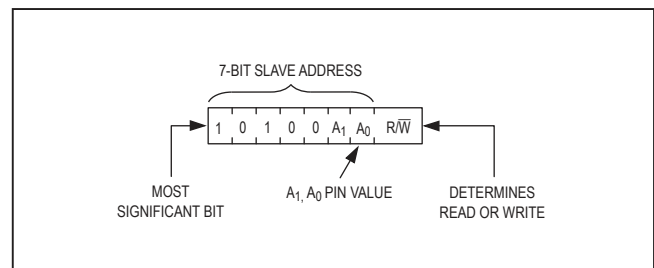 7-BIT SLAVE ADDRESS
1 0 1 0 0 A₁ A₀ R/W̅
MOST
SIGNIFICANT BIT
A₁, A₀ PIN VALUE
DETERMINES
READ OR WRITE